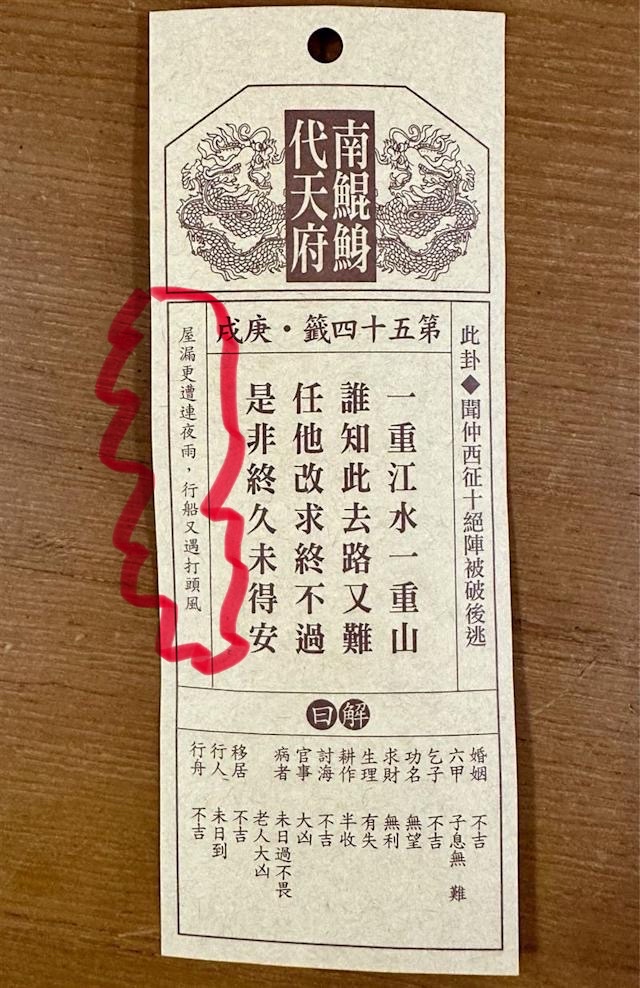 南鯤鯓
代天府
第五十四籤・庚戌
此卦◆聞仲西征十絕陣被破後逃
一重江水一重山
誰知此去路又難
任他改求終不過
是非終久未得安
屋漏更遭連夜雨，行船又遇打頭風
解曰
婚姻 不吉
六甲 子息無 難
乞子 不吉
功名 無望
求財 無利
生理 有失
耕作 半收
討海 不吉
官事 大凶
病者 未日過不畏
老人大凶
移居 不吉
行人 未日到
行舟 不吉